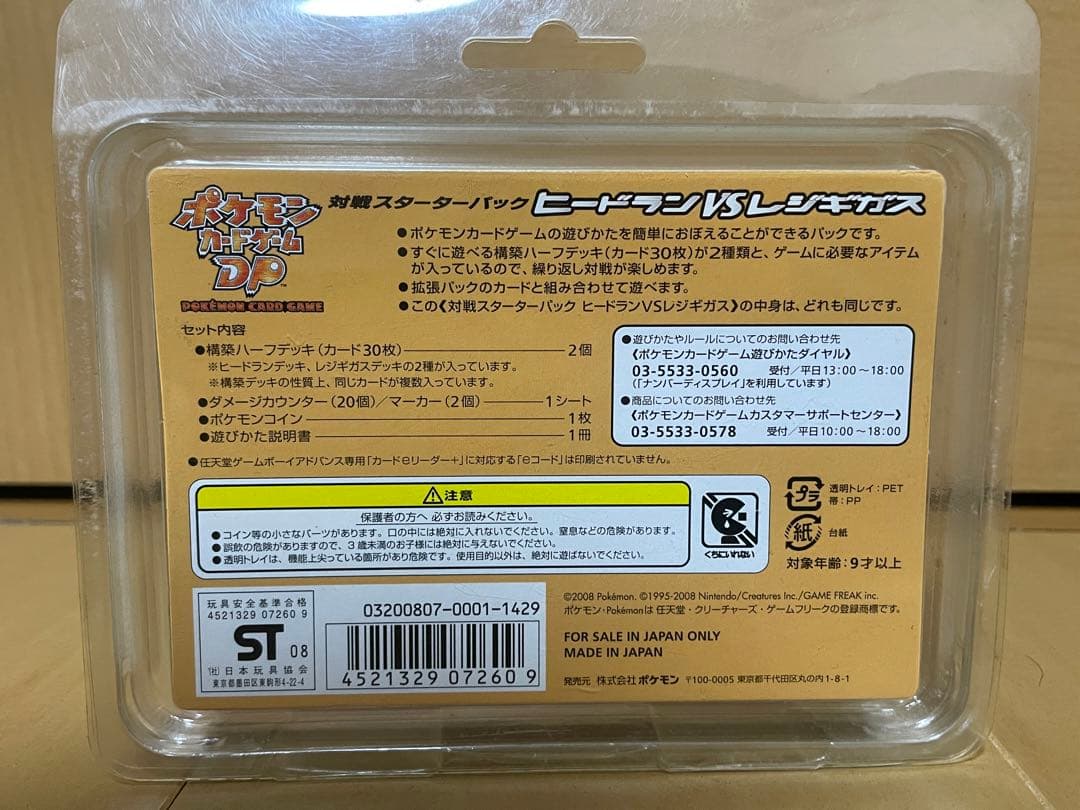 ポケモン
カードゲーム
DP
POKÉMON CARD GAME
対戦スターターパック ヒードランVSレジギガス
●ポケモンカードゲームの遊びかたを簡単におぼえることができるパックです。
●すぐに遊べる構築ハーフデッキ(カード30枚)が2種類と、ゲームに必要なアイテム
が入っているので、繰り返し対戦が楽しめます。
●拡張パックのカードと組み合わせて遊べます。
●この《対戦スターターパック ヒードランVSレジギガス》の中身は、どれも同じです。
セット内容
●構築ハーフデッキ(カード30枚) 2個
※ヒードランデッキ、レジギガスデッキの2種が入っています。
※構築デッキの性質上、同じカードが複数入っています。
●ダメージカウンター(20個)/マーカー(2個) 1シート
●ポケモンコイン 1枚
●遊びかた説明書 1冊
●遊びかたやルールについてのお問い合わせ先
《ポケモンカードゲーム遊びかたダイヤル》
03-5533-0560 受付/平日13:00~18:00
(「ナンバーディスプレイ」を利用しています)
●商品についてのお問い合わせ先
《ポケモンカードゲームカスタマーサポートセンター》
03-5533-0578 受付/平日10:00~18:00
●任天堂ゲームボーイアドバンス専用「カードeリーダー+」に対応する「eコード」は印刷されていません。
注意
保護者の方へ 必ずお読みください。
●コイン等の小さなパーツがあります。口の中には絶対に入れないでください。窒息などの危険があります。
●誤飲の危険がありますので、3歳未満のお子様には絶対に与えないでください。
●透明トレイは、機能上尖っている箇所があり危険です。使用目的以外は、絶対に遊ばないでください。
くちにいれない
プラ
透明トレイ:PET
帯:PP
紙
台紙
対象年齢:9才以上
玩具安全基準合格
4521329 07260 9
ST 08
(社)日本玩具協会
東京都墨田区東駒形4-22-4
03200807-0001-1429
4 521329 072609
©2008 Pokémon. ©1995-2008 Nintendo/Creatures Inc./GAME FREAK inc.
ポケモン・Pokémonは 任天堂・クリーチャーズ・ゲームフリークの登録商標です。
FOR SALE IN JAPAN ONLY
MADE IN JAPAN
発売元 株式会社 ポケモン 〒100-0005 東京都千代田区丸の内1-8-1